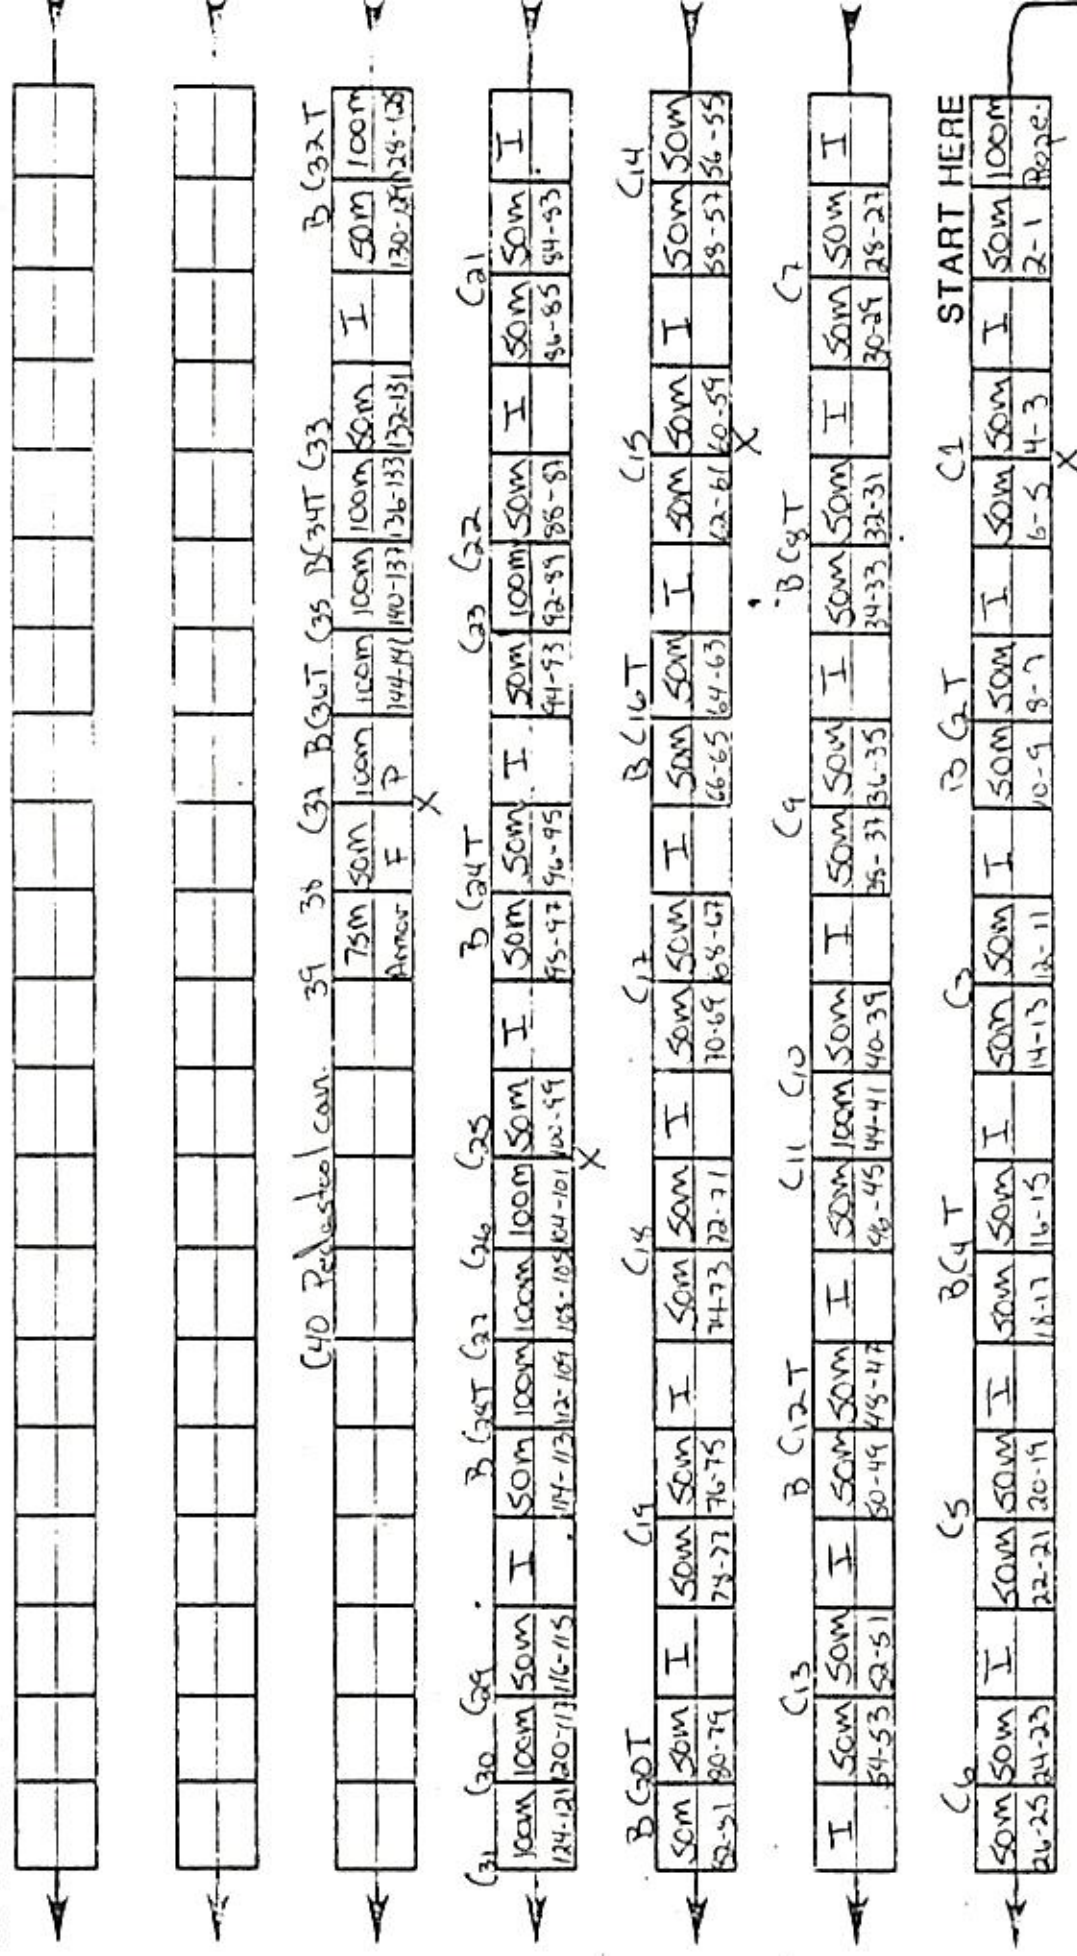 C40 Pedastal can. 39 38 C37 B C36 T C35 B C34 T C33 B C32 T
75m 50m 100m 100m 100m 100m 50m I 50m 100m
Armor F P 144-141 140-137 136-133 132-131 130-129 128-125
X
C31 C30 C29 B C28 T C27 C26 C25 B C24 T C23 C22 C21
100m 100m 50m I 50m 100m 100m 100m 50m I 50m 50m I 50m 100m 50m I 50m 50m I
124-121 120-117 116-115 114-113 112-109 108-105 104-101 100-99 98-97 96-95 94-93 92-89 88-87 86-85 84-83
X
B C20 T C19 C18 C17 B C16 T C15 C14
50m 50m I 50m 50m I 50m 50m I 50m 50m I 50m 50m I 50m 50m I 50m 50m
82-81 80-79 78-77 76-75 74-73 72-71 70-69 68-67 66-65 64-63 62-61 60-59 58-57 56-55
X
C13 B C12 T C11 C10 C9 B C8 T C7
I 50m 50m I 50m 50m I 50m 100m 50m I 50m 50m I 50m 50m I 50m 50m I
54-53 52-51 50-49 48-47 46-45 44-41 40-39 38-37 36-35 34-33 32-31 30-29 28-27
C6 C5 B C4 T C3 B C2 T C1 START HERE
50m 50m I 50m 50m I 50m 50m I 50m 50m I 50m 50m I 50m 50m I 50m 100m
26-25 24-23 22-21 20-19 18-17 16-15 14-13 12-11 10-9 8-7 6-5 4-3 2-1 Rope.
X